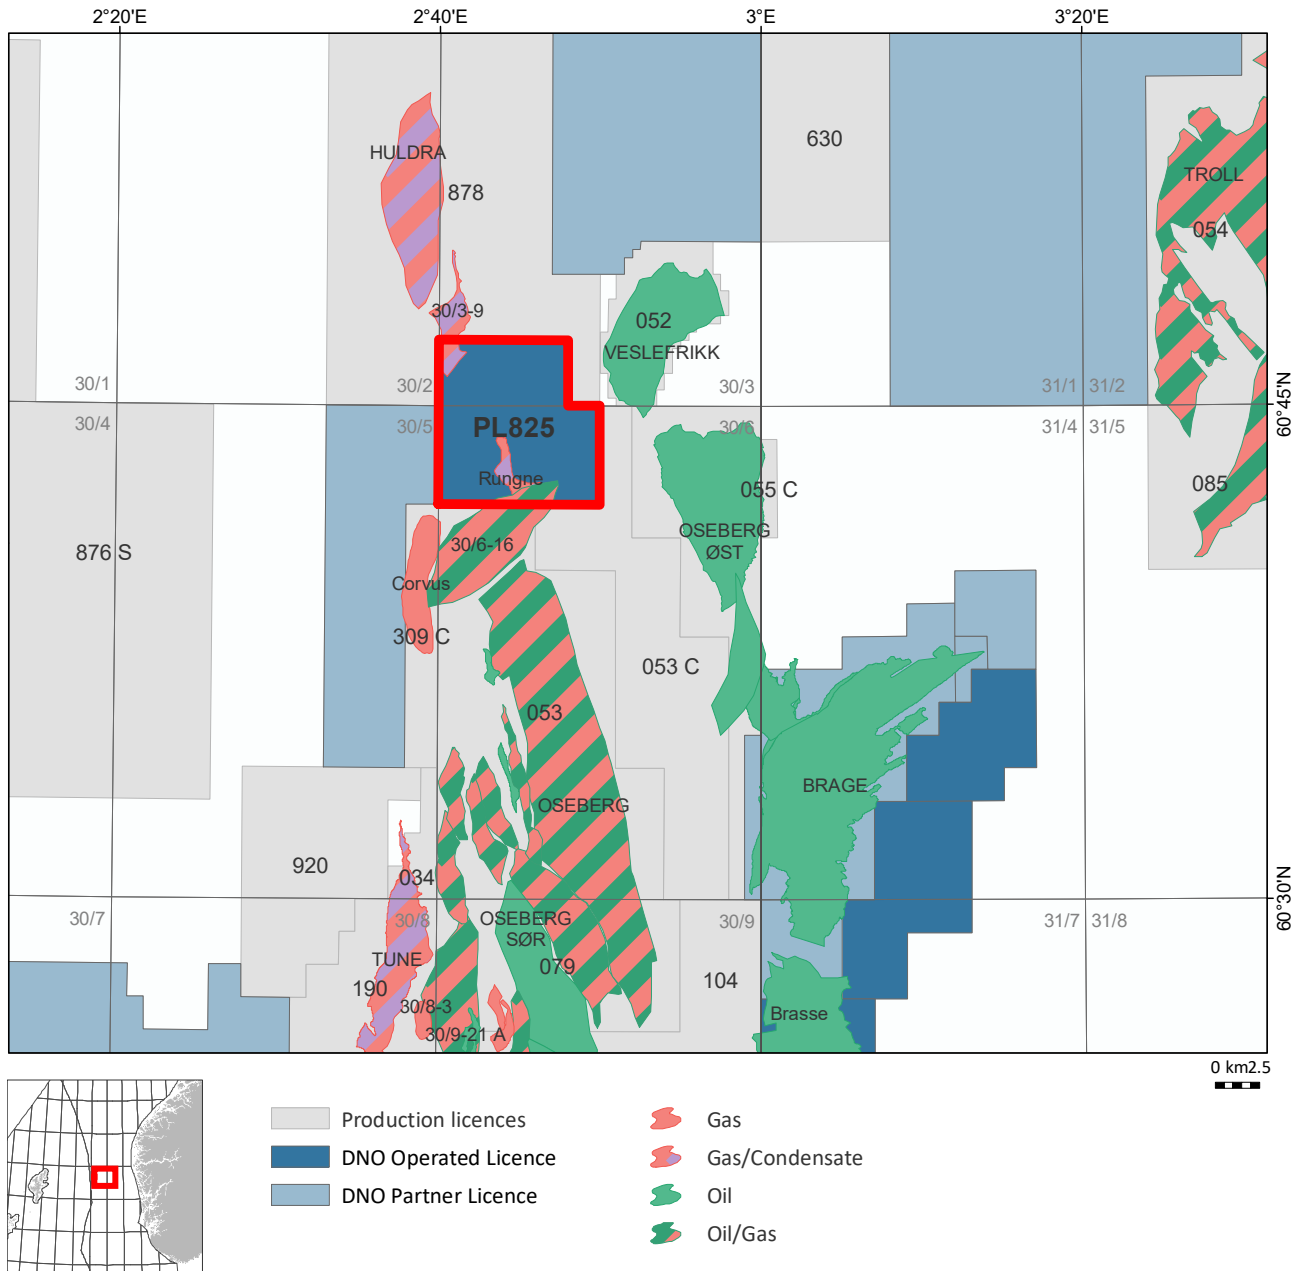 2°20'E
2°40'E
3°E
3°20'E
630
HULDRA
878
TROLL
054
30/3-9
052
VESLEFRIKK
30/1
30/2
30/3
31/1
31/2
60°45'N
30/4
30/5
PL825
30/6
31/4
31/5
Rungne
055 C
085
OSEBERG
ØST
30/6-16
876 S
Corvus
309 C
053 C
053
BRAGE
OSEBERG
920
034
30/7
30/8
OSEBERG
SØR
30/9
31/7
31/8
60°30'N
TUNE
079
190
104
30/8-3
Brasse
30/9-21 A
0 km2.5
Production licences
DNO Operated Licence
DNO Partner Licence
Gas
Gas/Condensate
Oil
Oil/Gas